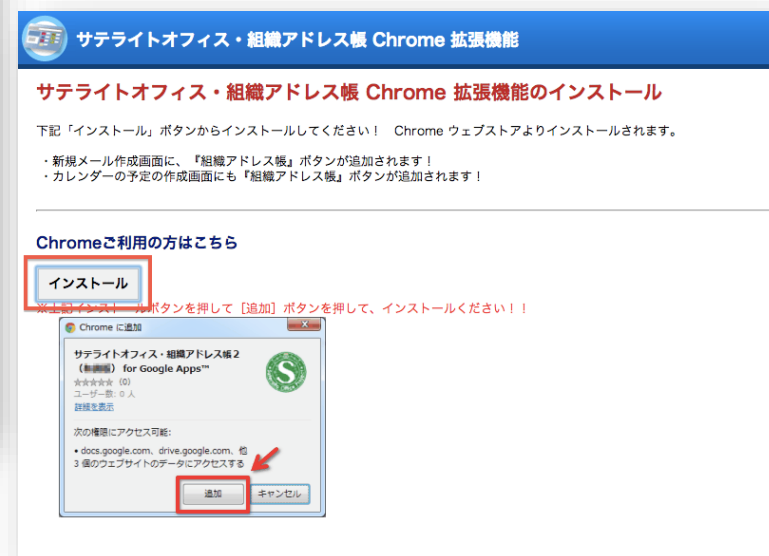 サテライトオフィス・組織アドレス帳 Chrome 拡張機能
サテライトオフィス・組織アドレス帳 Chrome 拡張機能のインストール
下記「インストール」ボタンからインストールしてください！　Chrome ウェブストアよりインストールされます。
・新規メール作成画面に、『組織アドレス帳』ボタンが追加されます！
・カレンダーの予定の作成画面にも『組織アドレス帳』ボタンが追加されます！
Chromeご利用の方はこちら
インストール
※上記インストールボタンを押して［追加］ボタンを押して、インストールください！！
Chrome に追加
サテライトオフィス・組織アドレス帳2
（） for Google Apps™
☆☆☆☆☆ (0)
ユーザー数: 0 人
詳細を表示
次の権限にアクセス可能:
• docs.google.com、drive.google.com、他
3 個のウェブサイトのデータにアクセスする
追加
キャンセル